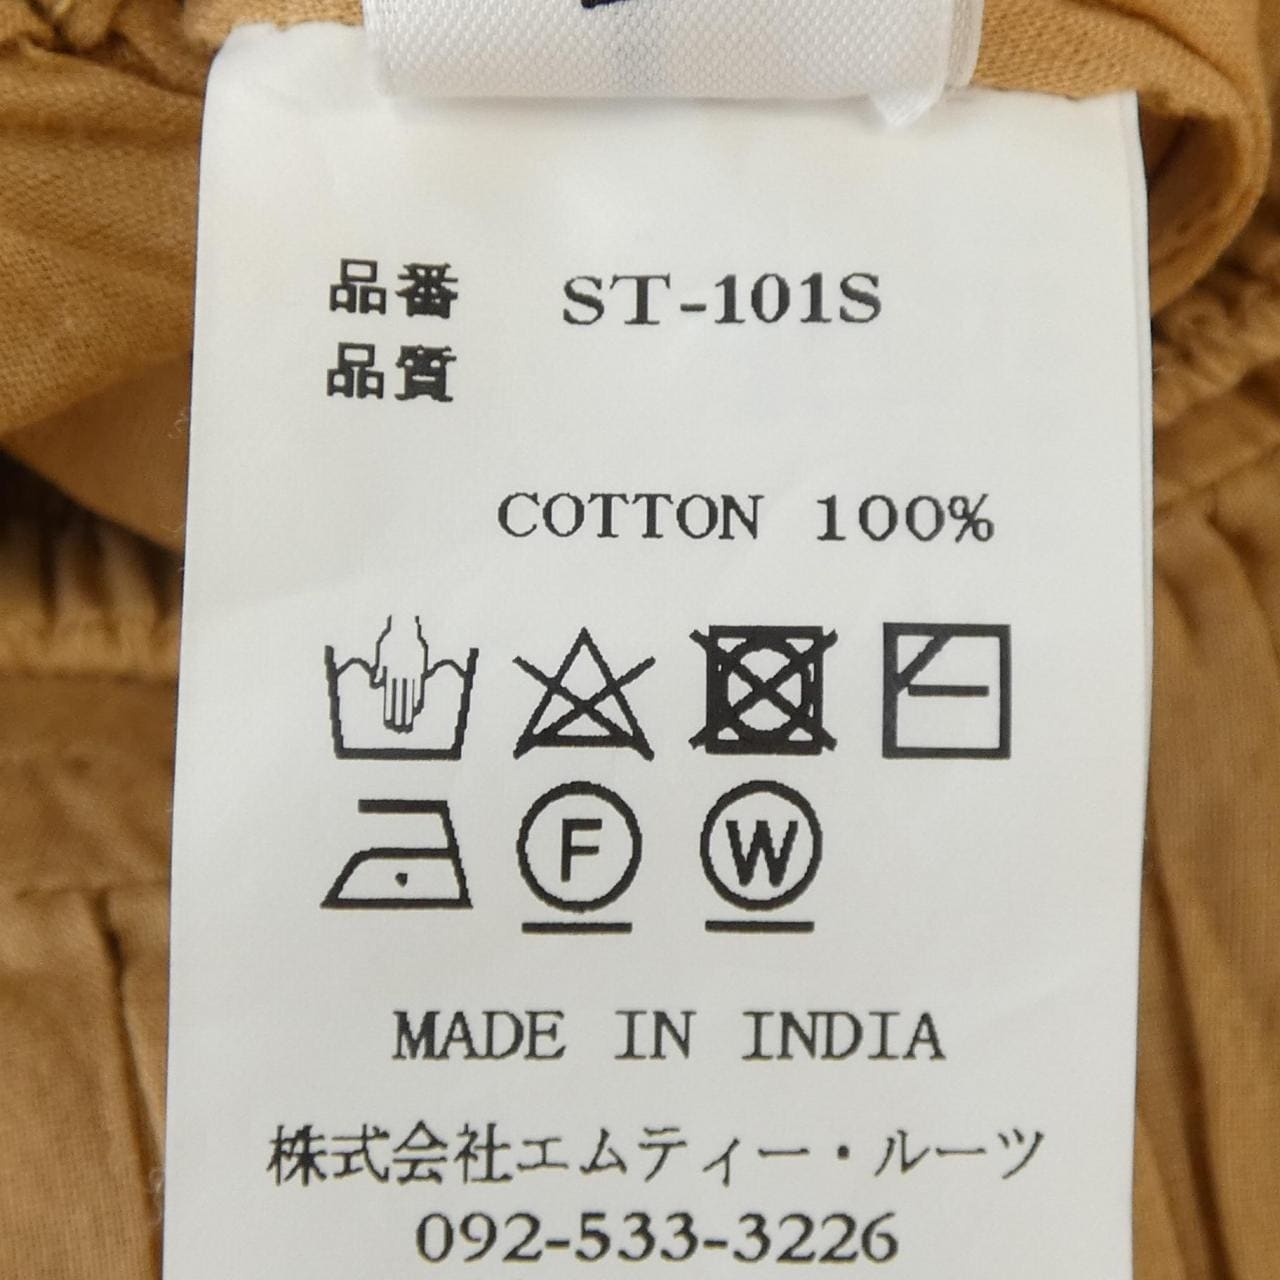 品番 ST-101S
品質
COTTON 100%
F W
MADE IN INDIA
株式会社エムティー・ルーツ
092-533-3226